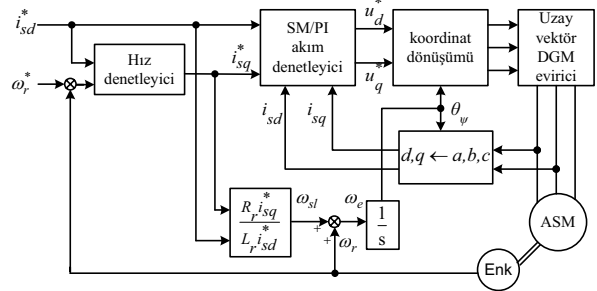 i*sd
ω*r
Hız
denetleyici
i*sq
SM/PI
akım
denetleyici
u*d
u*q
koordinat
dönüşümü
Uzay
vektör
DGM
evirici
isd
isq
θψ
d,q ← a,b,c
Rr i*sq
Lr i*sd
ωsl
+
+
ωe
ωr
1
s
ASM
Enk